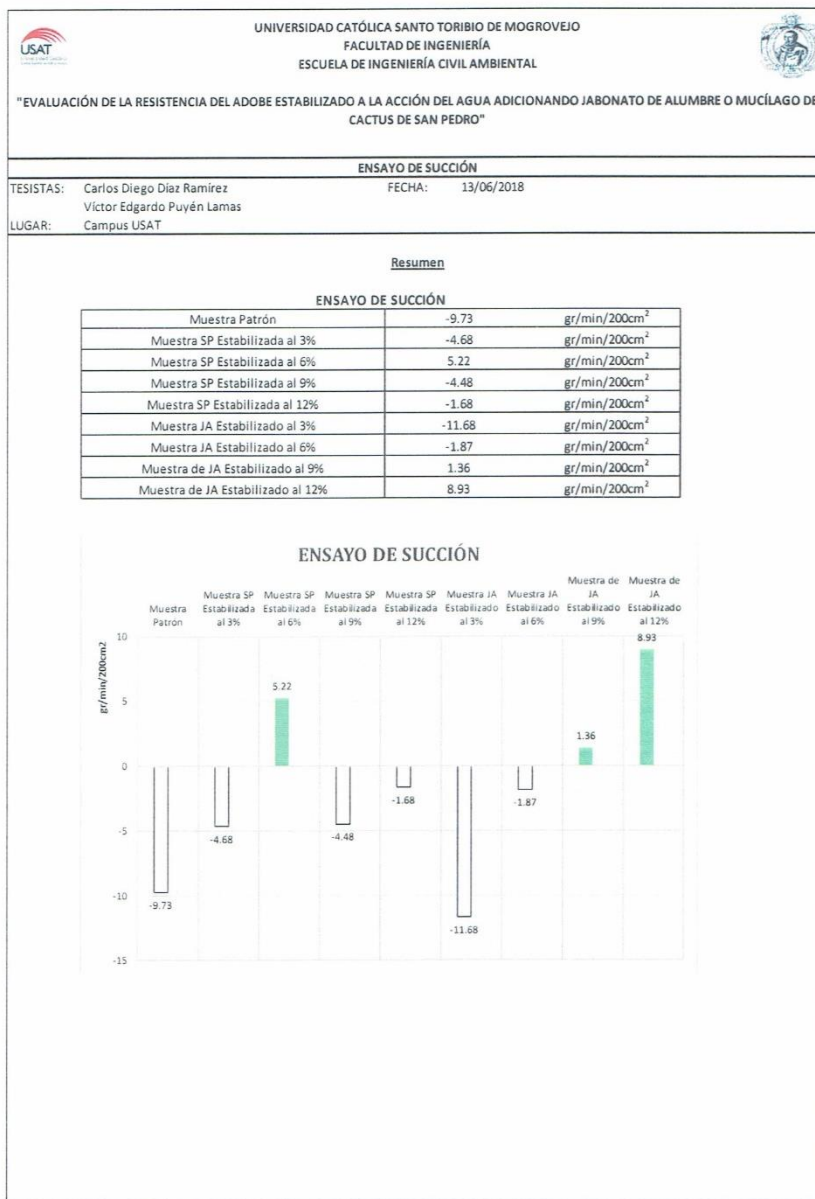 UNIVERSIDAD CATÓLICA SANTO TORIBIO DE MOGROVEJO
FACULTAD DE INGENIERÍA
ESCUELA DE INGENIERÍA CIVIL AMBIENTAL
USAT
"EVALUACIÓN DE LA RESISTENCIA DEL ADOBE ESTABILIZADO A LA ACCIÓN DEL AGUA ADICIONANDO JABONATO DE ALUMBRE O MUCÍLAGO DE
CACTUS DE SAN PEDRO"
ENSAYO DE SUCCIÓN
TESISTAS: Carlos Diego Díaz Ramírez FECHA: 13/06/2018
Víctor Edgardo Puyén Lamas
LUGAR: Campus USAT
Resumen
ENSAYO DE SUCCIÓN
Muestra Patrón -9.73 gr/min/200cm²
Muestra SP Estabilizada al 3% -4.68 gr/min/200cm²
Muestra SP Estabilizada al 6% 5.22 gr/min/200cm²
Muestra SP Estabilizada al 9% -4.48 gr/min/200cm²
Muestra SP Estabilizada al 12% -1.68 gr/min/200cm²
Muestra JA Estabilizado al 3% -11.68 gr/min/200cm²
Muestra JA Estabilizado al 6% -1.87 gr/min/200cm²
Muestra de JA Estabilizado al 9% 1.36 gr/min/200cm²
Muestra de JA Estabilizado al 12% 8.93 gr/min/200cm²
ENSAYO DE SUCCIÓN
Muestra de Muestra de
Muestra SP Muestra SP Muestra SP Muestra SP Muestra JA Muestra JA JA JA
Muestra Estabilizada Estabilizada Estabilizada Estabilizada Estabilizado Estabilizado Estabilizado Estabilizado
Patrón al 3% al 6% al 9% al 12% al 3% al 6% al 9% al 12%
gr/min/200cm2
10
8.93
5
5.22
1.36
0
-1.68
-1.87
-5
-4.68
-4.48
-10
-9.73
-11.68
-15